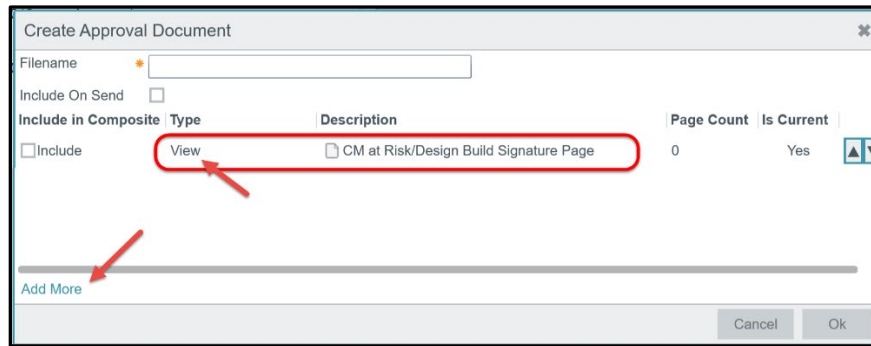 Create Approval Document
Filename *
Include On Send
Include in Composite Type Description Page Count Is Current
Include View CM at Risk/Design Build Signature Page 0 Yes
Add More
Cancel Ok